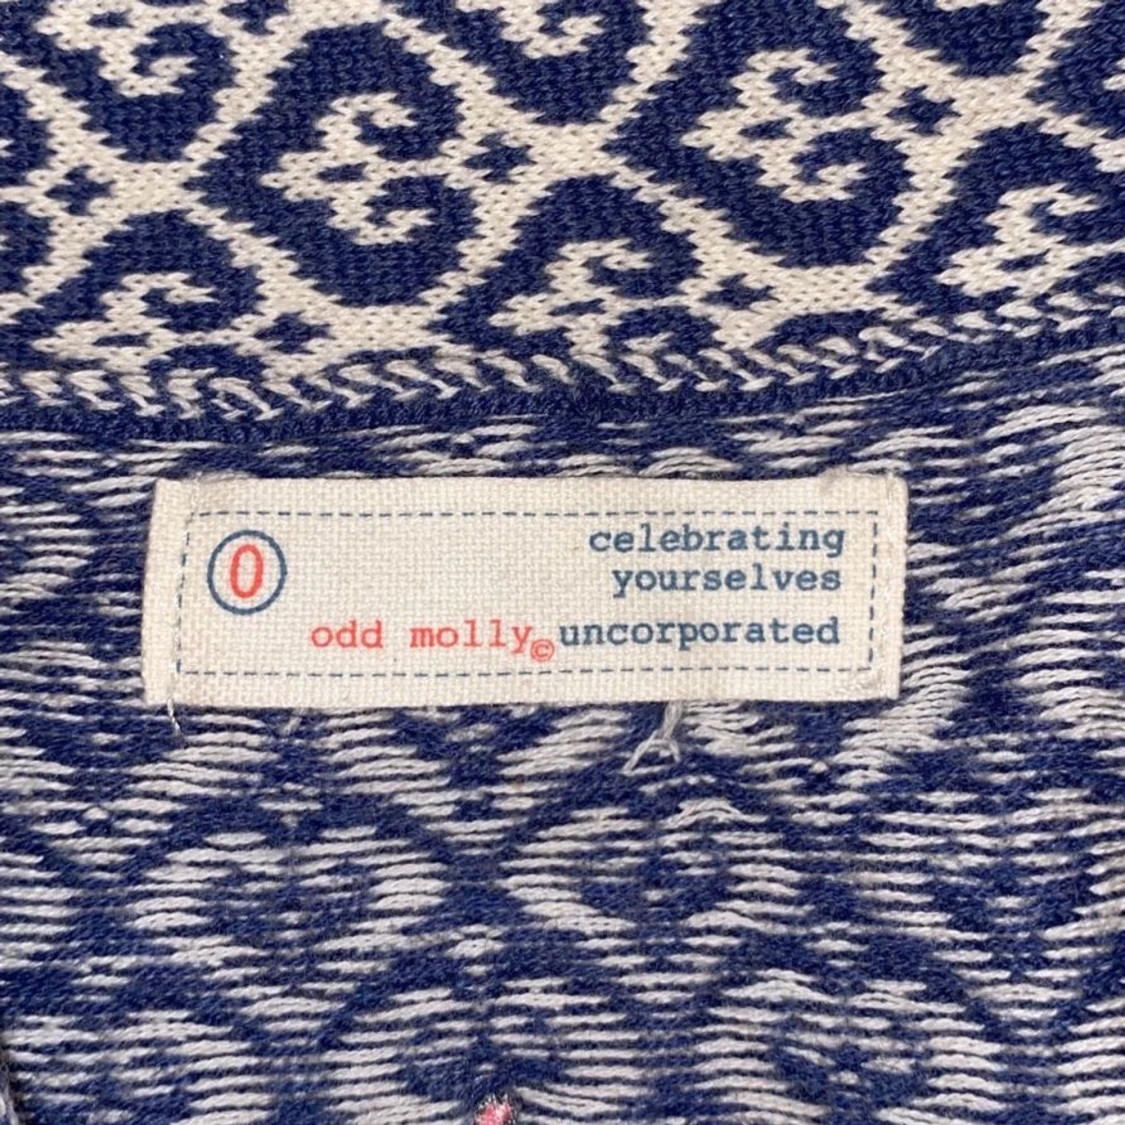 0
celebrating
yourselves
odd molly©uncorporated